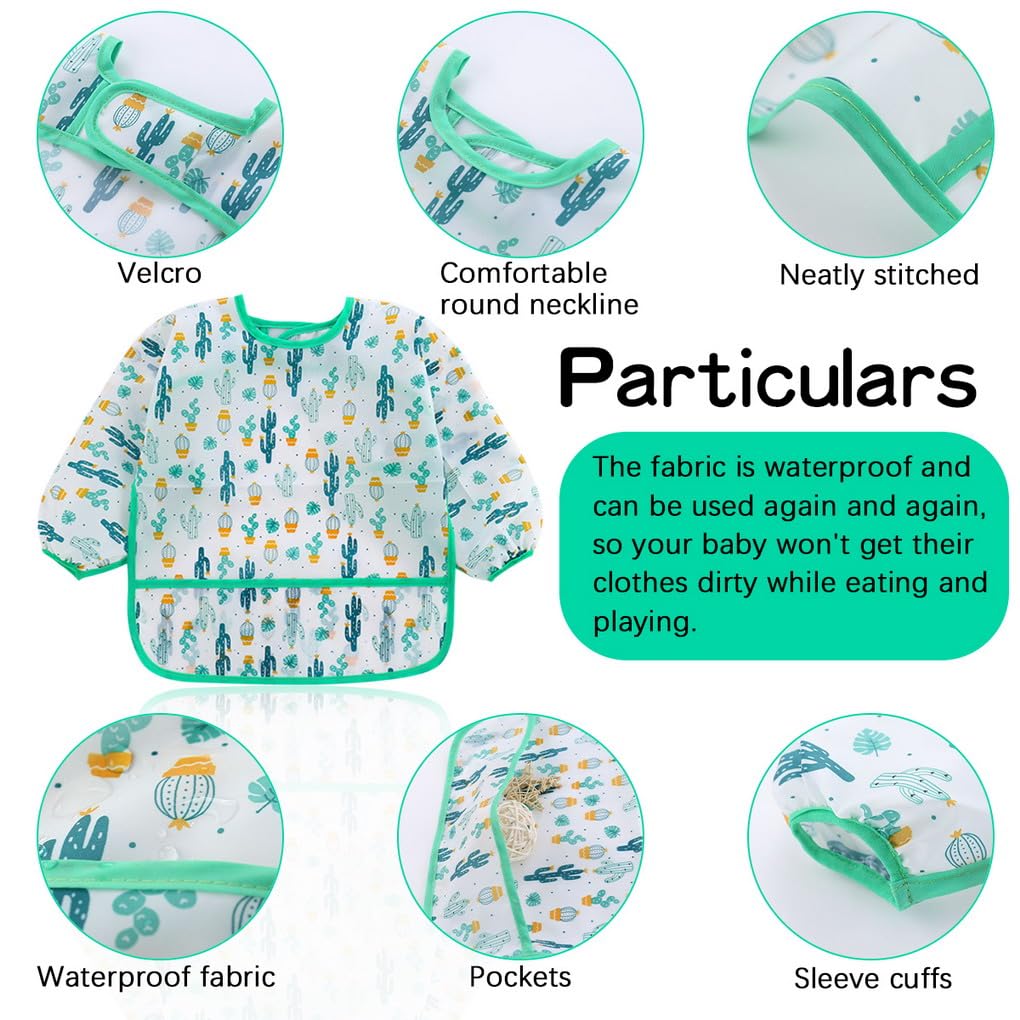 Velcro
Comfortable
round neckline
Neatly stitched
Particulars
The fabric is waterproof and
can be used again and again,
so your baby won't get their
clothes dirty while eating and
playing.
Waterproof fabric
Pockets
Sleeve cuffs